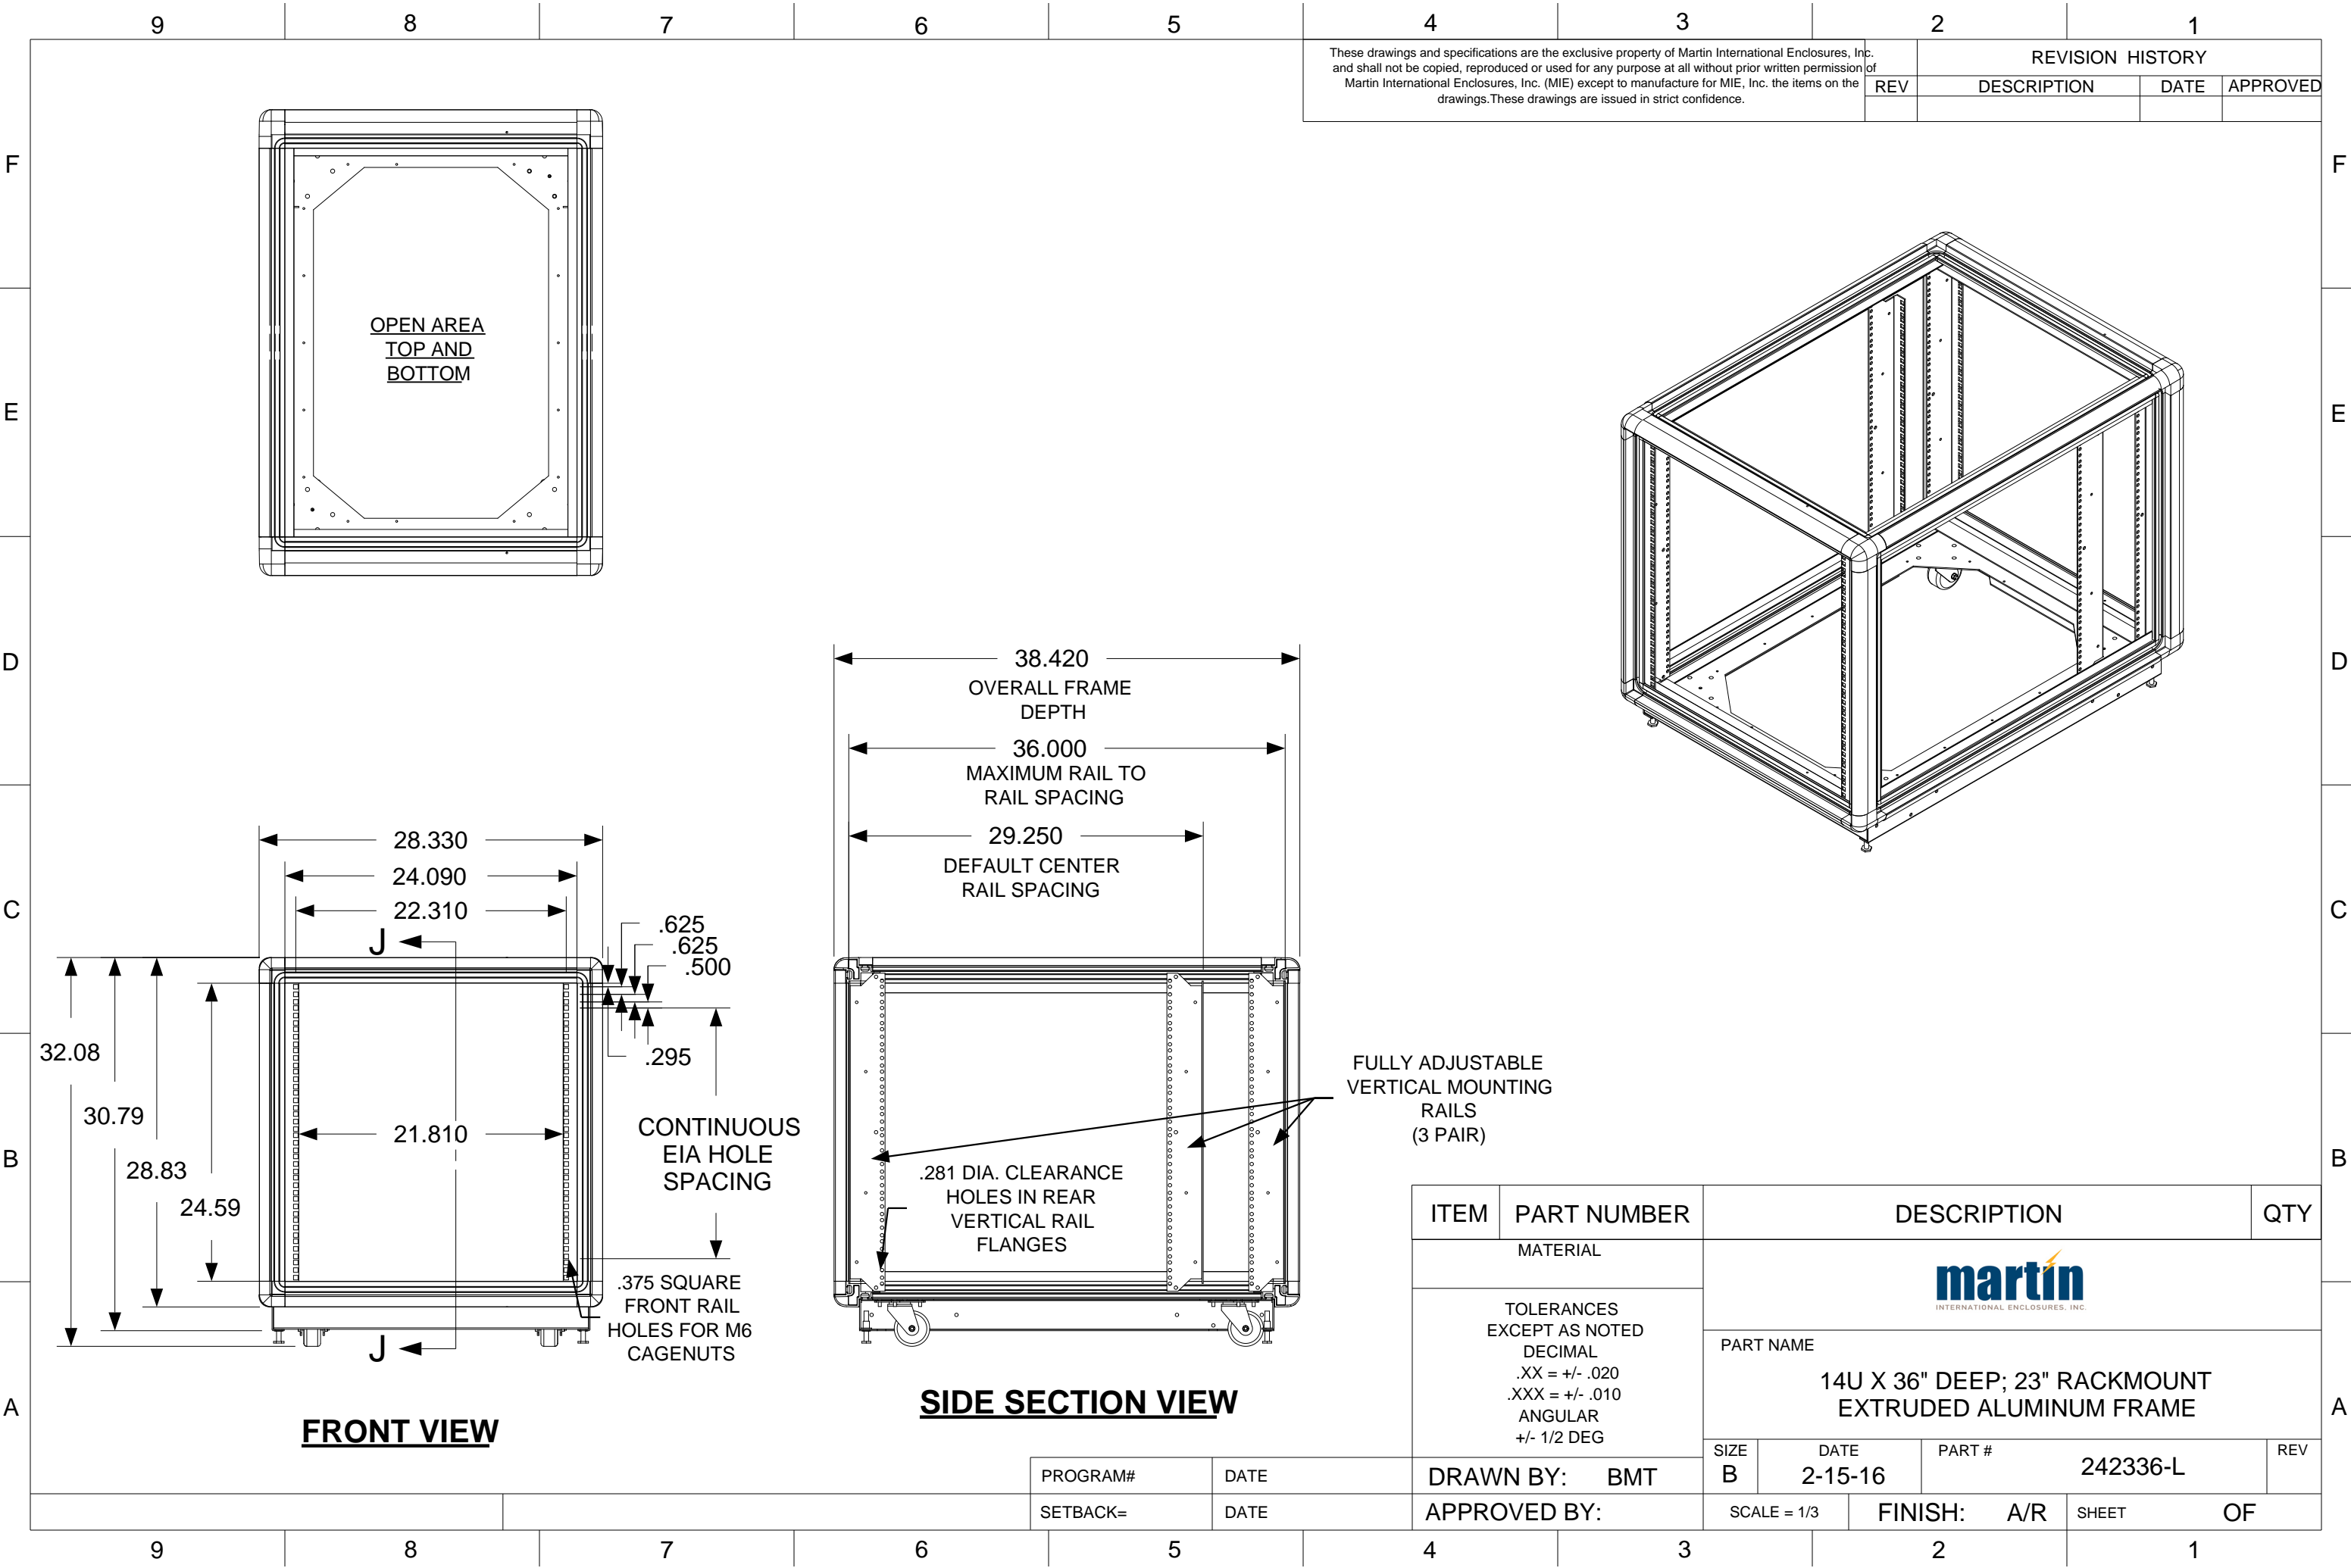 9 8 7 6 5 4 3 2 1
These drawings and specifications are the exclusive property of Martin International Enclosures, Inc.
and shall not be copied, reproduced or used for any purpose at all without prior written permission of
Martin International Enclosures, Inc. (MIE) except to manufacture for MIE, Inc. the items on the
drawings.These drawings are issued in strict confidence.
REVISION HISTORY
REV DESCRIPTION DATE APPROVED
F F
OPEN AREA
TOP AND
BOTTOM
E E
D D
38.420
OVERALL FRAME
DEPTH
36.000
MAXIMUM RAIL TO
RAIL SPACING
29.250
DEFAULT CENTER
RAIL SPACING
28.330
24.090
22.310
C C
J
.625
.625
.500
.295
32.08
30.79
28.83
24.59
21.810
CONTINUOUS
EIA HOLE
SPACING
B B
.375 SQUARE
FRONT RAIL
HOLES FOR M6
CAGENUTS
J
FRONT VIEW
.281 DIA. CLEARANCE
HOLES IN REAR
VERTICAL RAIL
FLANGES
FULLY ADJUSTABLE
VERTICAL MOUNTING
RAILS
(3 PAIR)
SIDE SECTION VIEW
A A
ITEM PART NUMBER DESCRIPTION QTY
MATERIAL
TOLERANCES
EXCEPT AS NOTED
DECIMAL
.XX = +/- .020
.XXX = +/- .010
ANGULAR
+/- 1/2 DEG
martin
INTERNATIONAL ENCLOSURES, INC.
PART NAME
14U X 36" DEEP; 23" RACKMOUNT
EXTRUDED ALUMINUM FRAME
SIZE DATE PART # REV
B 2-15-16 242336-L
PROGRAM# DATE DRAWN BY: BMT
SETBACK= DATE APPROVED BY: SCALE = 1/3 FINISH: A/R SHEET OF
9 8 7 6 5 4 3 2 1